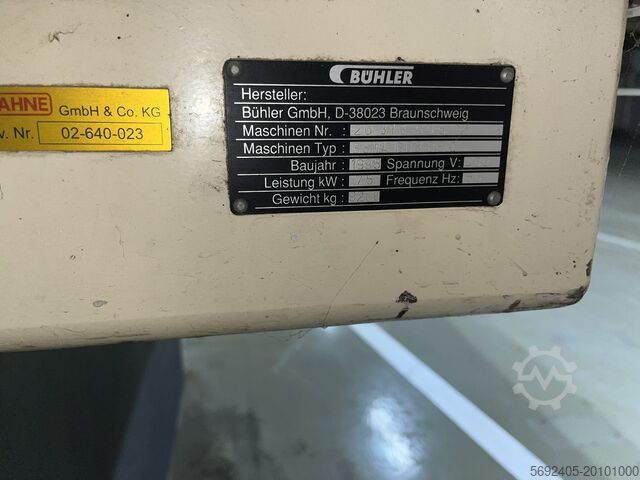 BÜHLER
Hersteller:
Bühler GmbH, D-38023 Braunschweig
Maschinen Nr. :
Maschinen Typ :
Baujahr : Spannung V:
Leistung kW : 75 Frequenz Hz:
Gewicht kg :
AHNE GmbH & Co. KG
v. Nr. 02-640-023
5692405-20101000